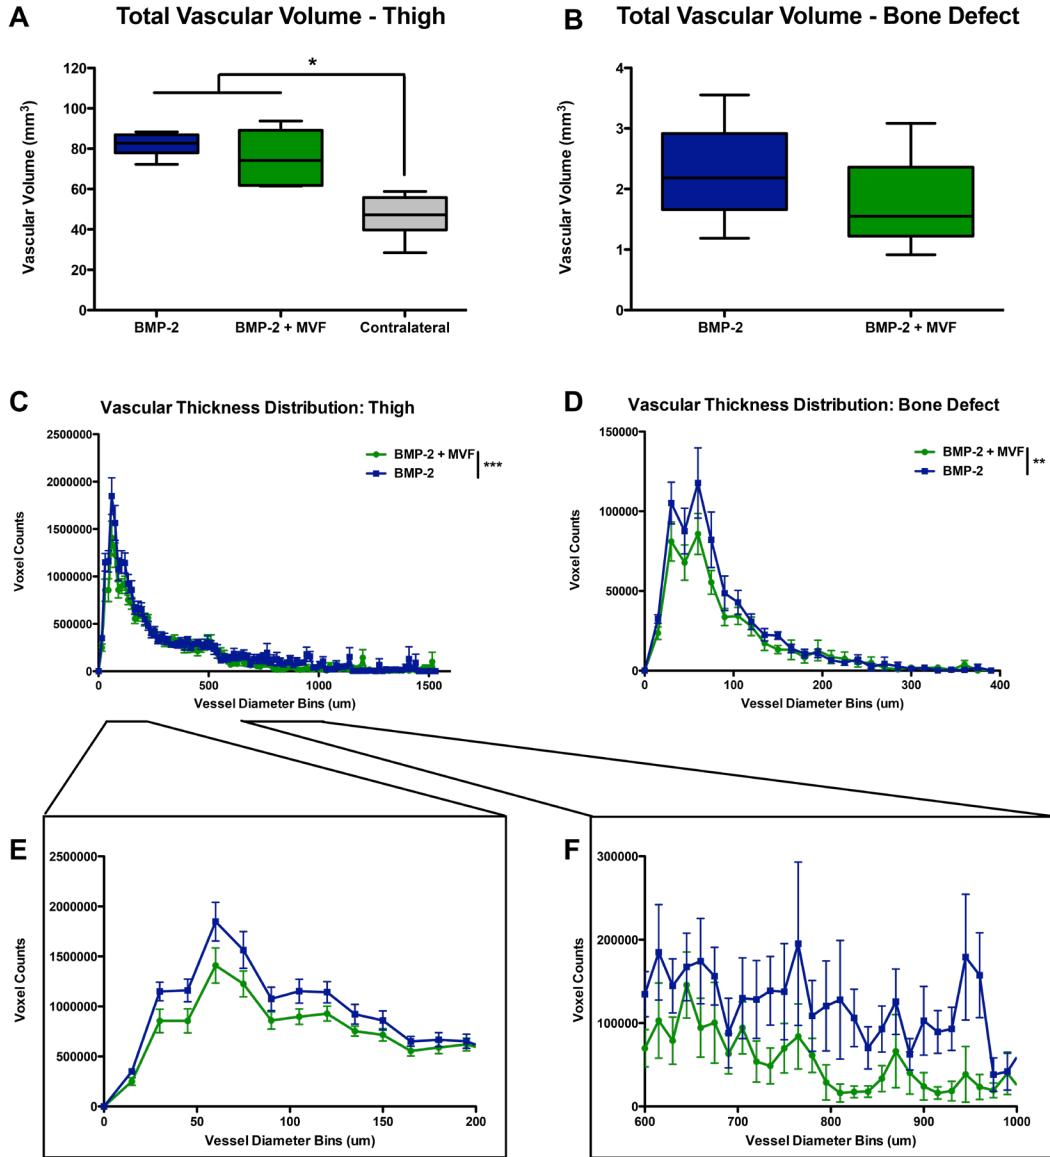 A
Total Vascular Volume - Thigh
Vascular Volume (mm³)
120
100
80
60
40
20
0
*
BMP-2
BMP-2 + MVF
Contralateral
B
Total Vascular Volume - Bone Defect
Vascular Volume (mm³)
4
3
2
1
0
BMP-2
BMP-2 + MVF
C
Vascular Thickness Distribution: Thigh
Voxel Counts
2500000
2000000
1500000
1000000
500000
0
BMP-2 + MVF
BMP-2
***
0
500
1000
1500
Vessel Diameter Bins (um)
D
Vascular Thickness Distribution: Bone Defect
Voxel Counts
150000
100000
50000
0
BMP-2 + MVF
BMP-2
**
0
100
200
300
400
Vessel Diameter Bins (um)
E
Voxel Counts
2500000
2000000
1500000
1000000
500000
0
0
50
100
150
200
Vessel Diameter Bins (um)
F
Voxel Counts
300000
200000
100000
0
600
700
800
900
1000
Vessel Diameter Bins (um)